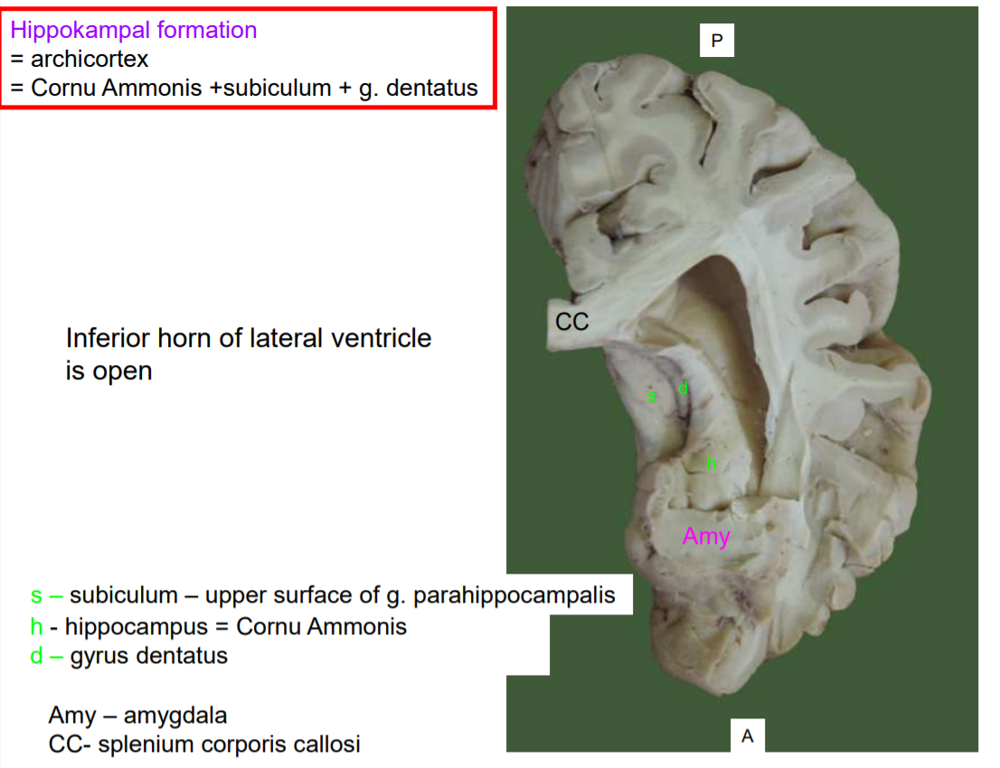 Hippokampal formation
= archicortex
= Cornu Ammonis +subiculum + g. dentatus
P
CC
Inferior horn of lateral ventricle
is open
s
d
h
Amy
s – subiculum – upper surface of g. parahippocampalis
h - hippocampus = Cornu Ammonis
d – gyrus dentatus
Amy – amygdala
CC- splenium corporis callosi
A